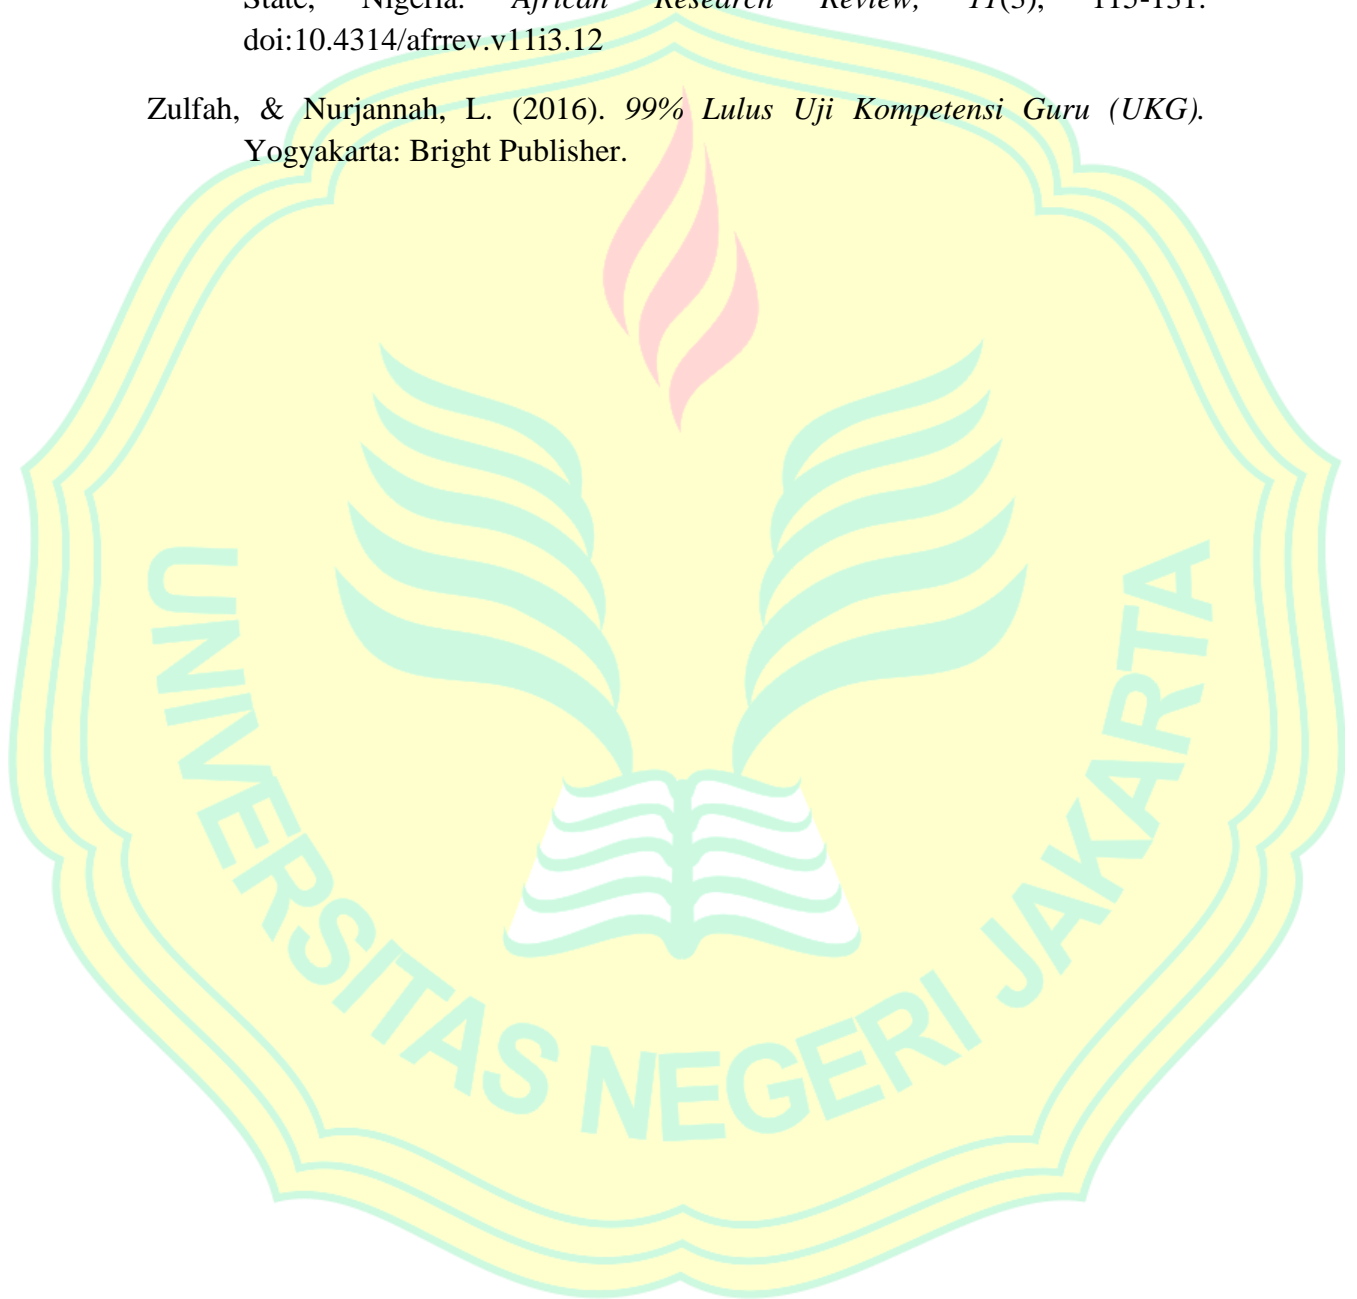 State, Nigeria. African Research Review, 11(3), 115-131.
doi:10.4314/afrrev.v11i3.12
Zulfah, & Nurjannah, L. (2016). 99% Lulus Uji Kompetensi Guru (UKG).
Yogyakarta: Bright Publisher.
UNIVERSITAS NEGERI JAKARTA